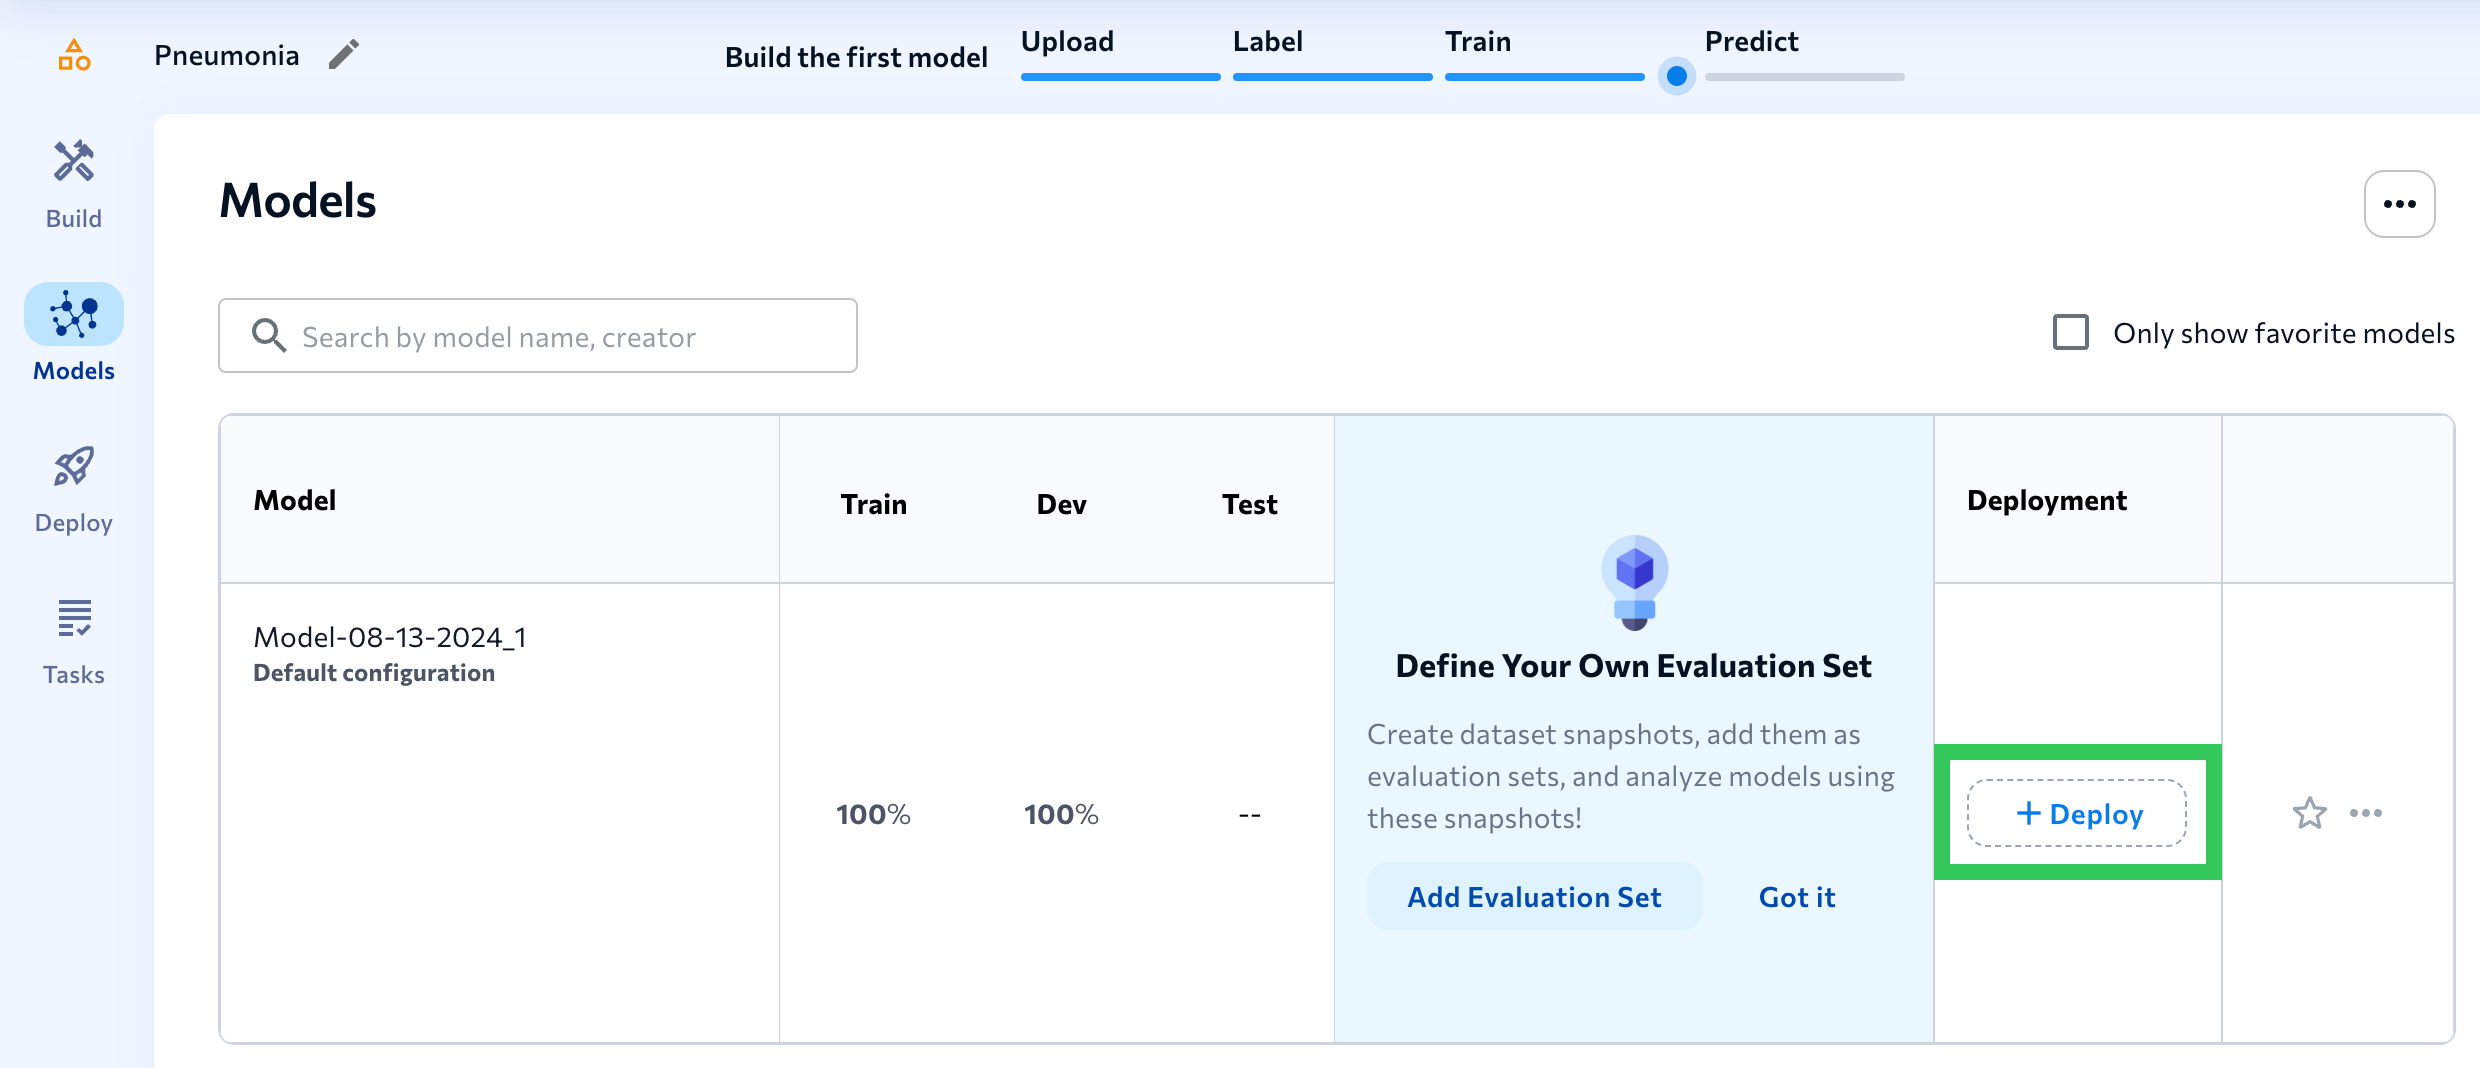 Pneumonia
Build the first model
Upload
Label
Train
Predict
Build
Models
Deploy
Tasks
Models
Search by model name, creator
Only show favorite models
Model
Train
Dev
Test
Deployment
Model-08-13-2024_1
Default configuration
100%
100%
--
Define Your Own Evaluation Set
Create dataset snapshots, add them as
evaluation sets, and analyze models using
these snapshots!
Add Evaluation Set
Got it
+ Deploy